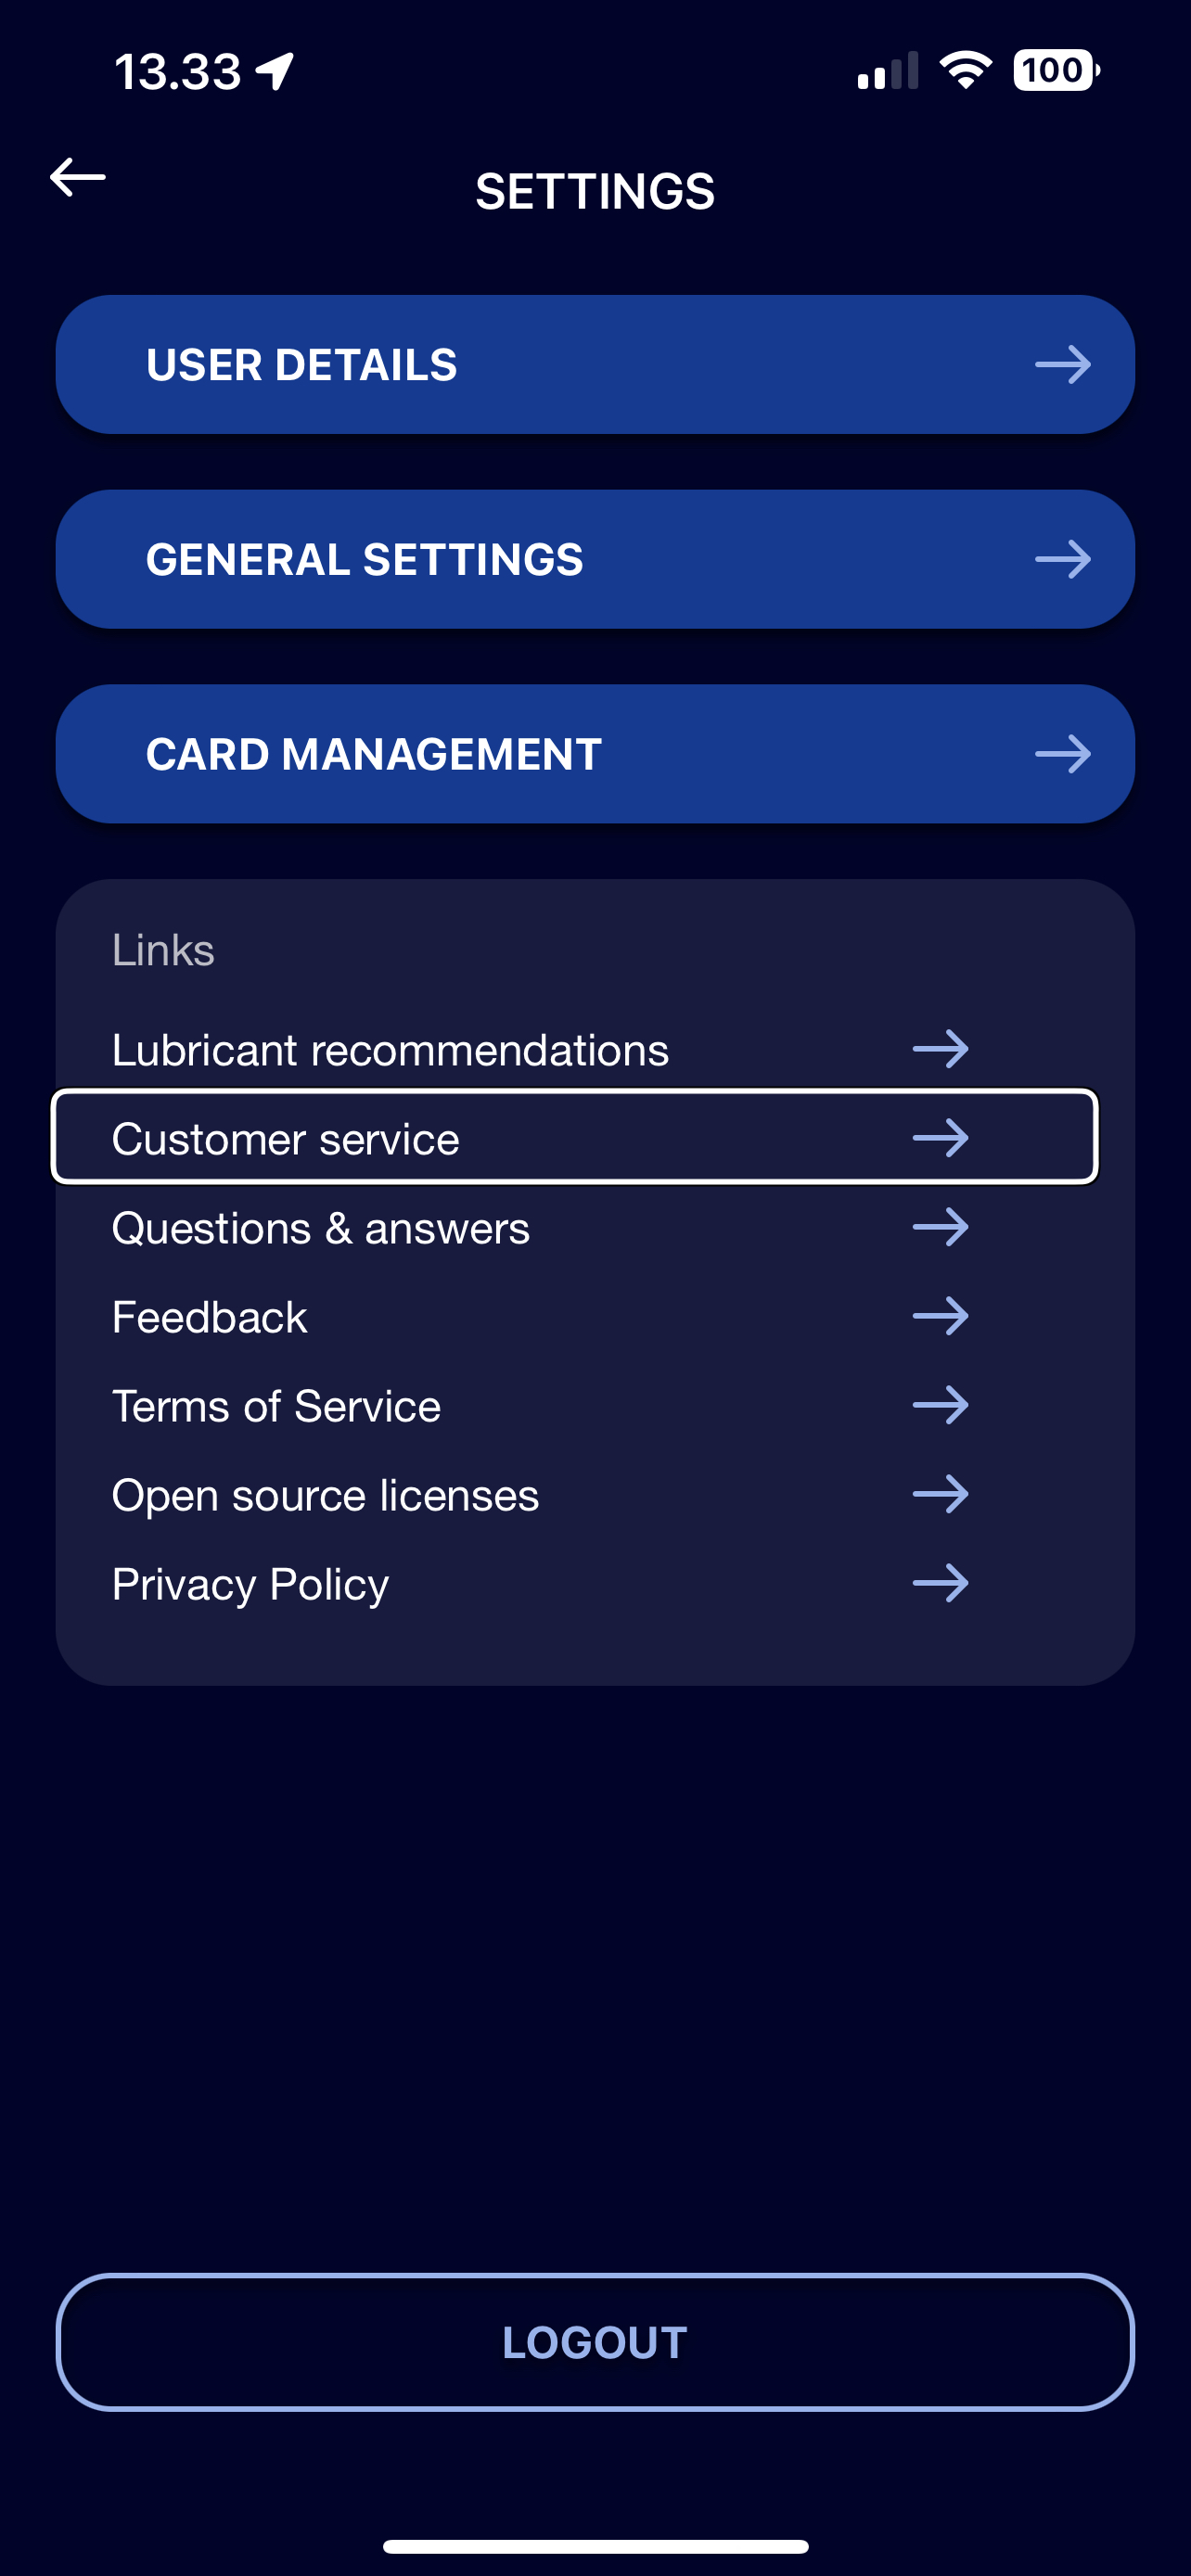 13.33
100
SETTINGS
USER DETAILS
GENERAL SETTINGS
CARD MANAGEMENT
Links
Lubricant recommendations
Customer service
Questions & answers
Feedback
Terms of Service
Open source licenses
Privacy Policy
LOGOUT